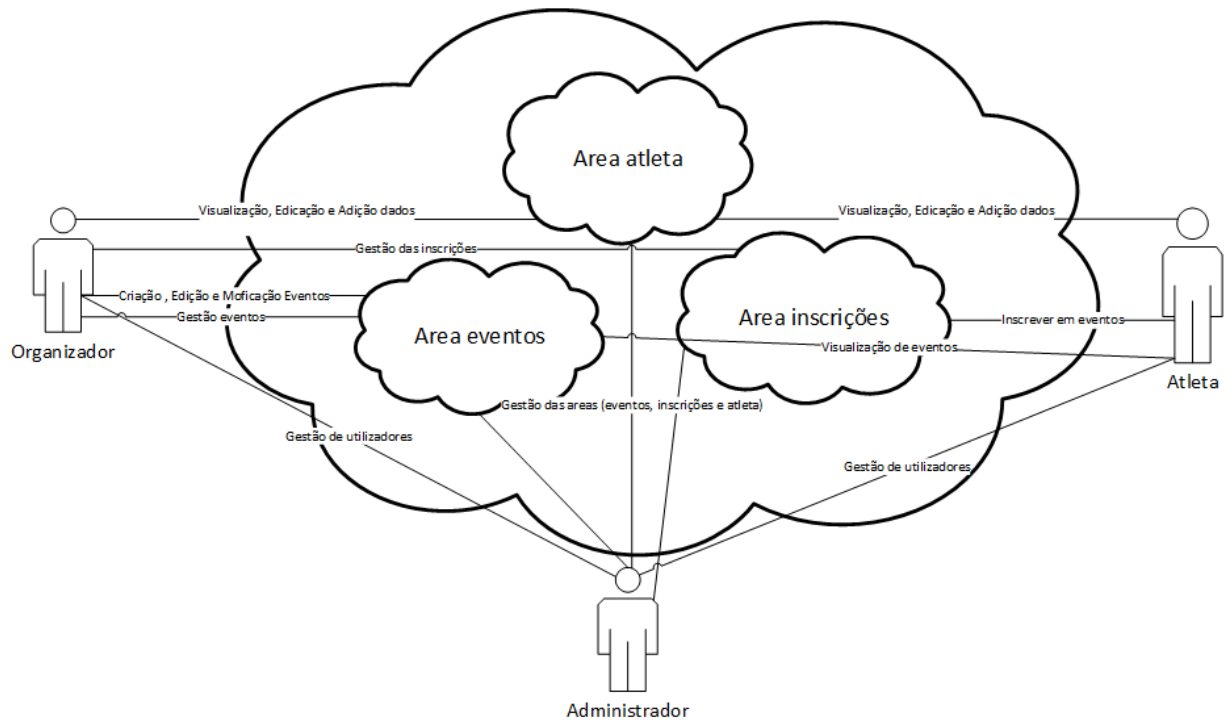 Area atleta
Visualização, Edicação e Adição dados
Visualização, Edicação e Adição dados
Gestão das inscrições
Criação , Edição e Moficação Eventos
Gestão eventos
Area inscrições
Inscrever em eventos
Area eventos
Visualização de eventos
Organizador
Atleta
Gestão das areas (eventos, inscrições e atleta)
Gestão de utilizadores
Gestão de utilizadores
Administrador